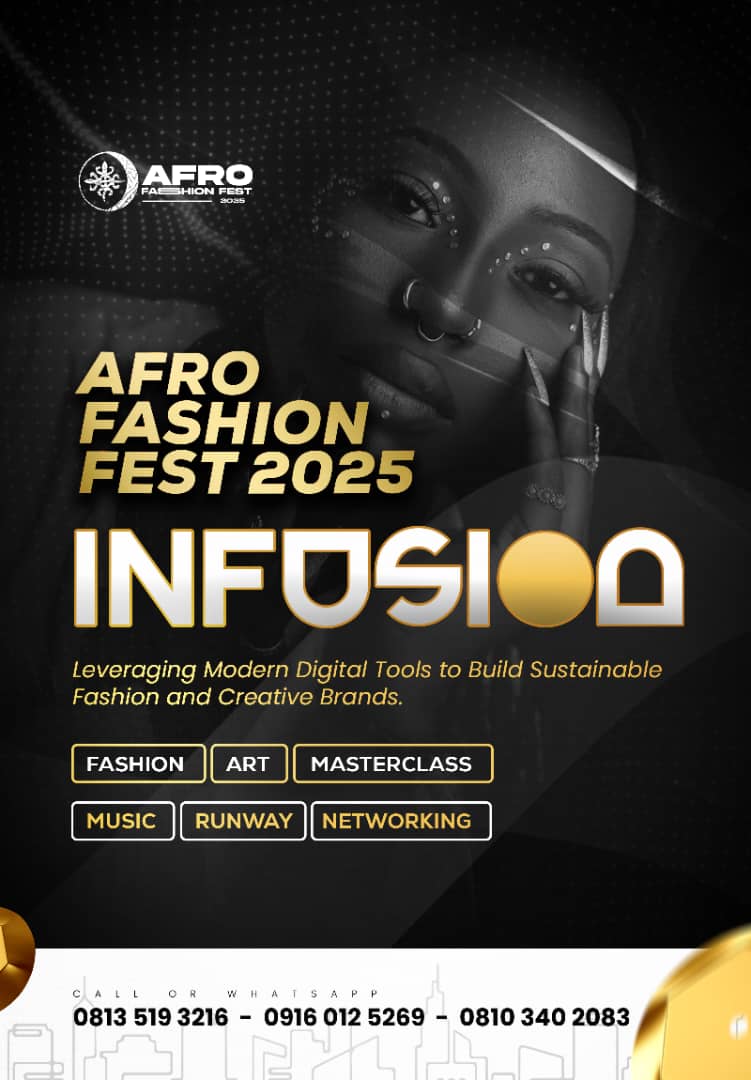 AFRO
FASHION FEST
2025
AFRO
FASHION
FEST 2025
INFUSION
Leveraging Modern Digital Tools to Build Sustainable
Fashion and Creative Brands.
FASHION ART MASTERCLASS
MUSIC RUNWAY NETWORKING
CALL OR WHATSAPP
0813 519 3216 - 0916 012 5269 - 0810 340 2083